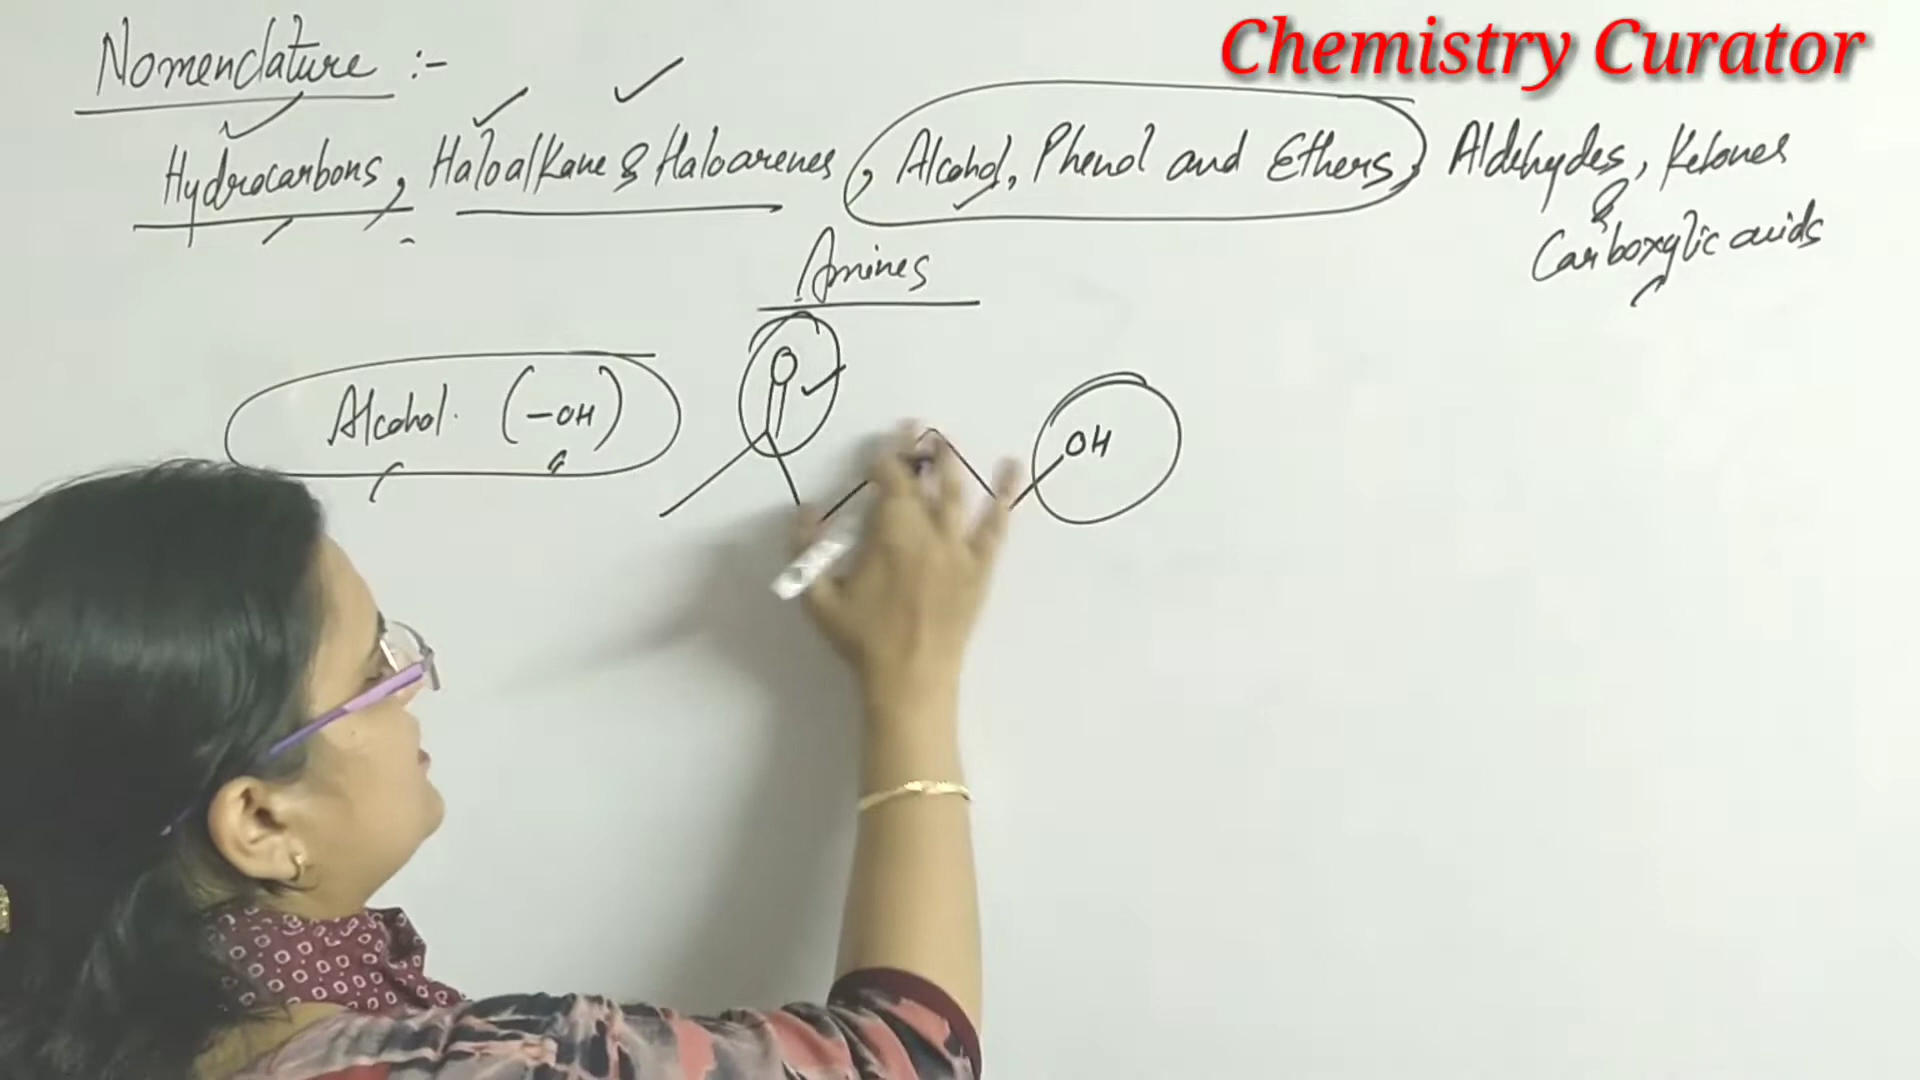 Chemistry Curator
Nomenclature :-
Hydrocarbons, Haloalkane & Haloarenes, Alcohol, Phenol and Ethers, Aldehydes, Ketones
& Carboxylic acids
Amines
Alcohol (-OH)
O
OH